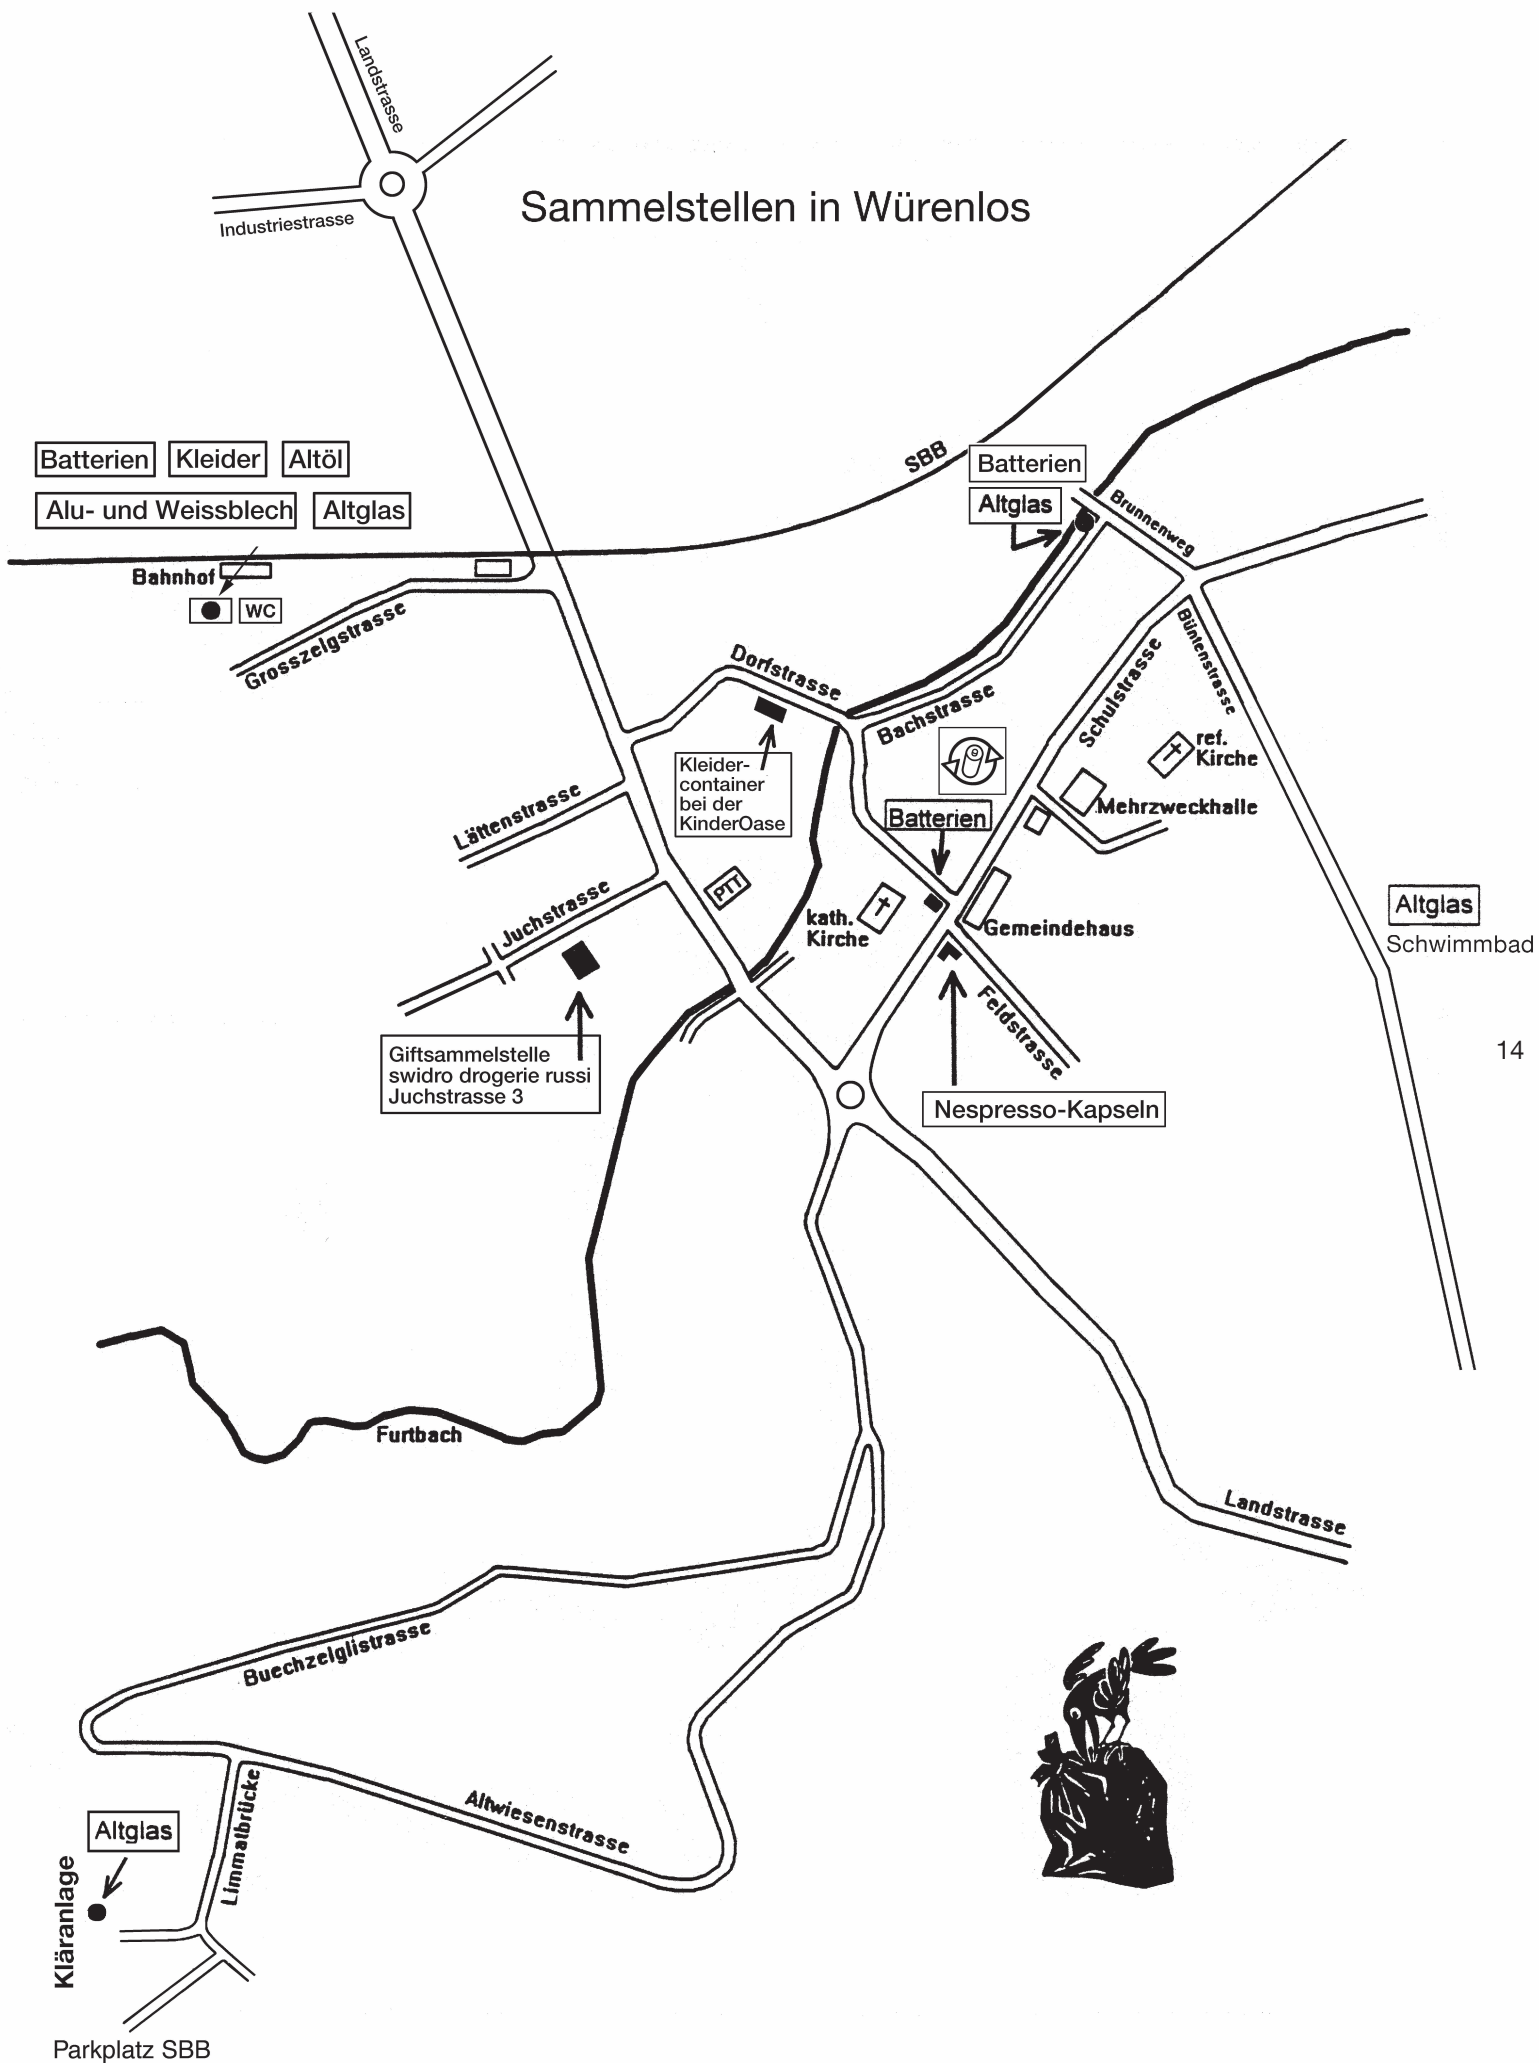 Landstrasse
Industriestrasse
Sammelstellen in Würenlos
Batterien
Kleider
Altöl
Alu- und Weissblech
Altglas
SBB
Batterien
Altglas
Brunnenweg
Bahnhof
WC
Grosszelgstrasse
Dorfstrasse
Bachstrasse
Schulstrasse
Büntenstrasse
ref.
Kirche
Kleider-
container
bei der
KinderOase
Lättenstrasse
Batterien
Mehrzweckhalle
PTT
Juchstrasse
kath.
Kirche
Gemeindehaus
Altglas
Schwimmbad
Feldstrasse
14
Giftsammelstelle
swidro drogerie russi
Juchstrasse 3
Nespresso-Kapseln
Furtbach
Landstrasse
Buechzelglistrasse
Altwiesenstrasse
Limmatbrücke
Altglas
Kläranlage
Parkplatz SBB